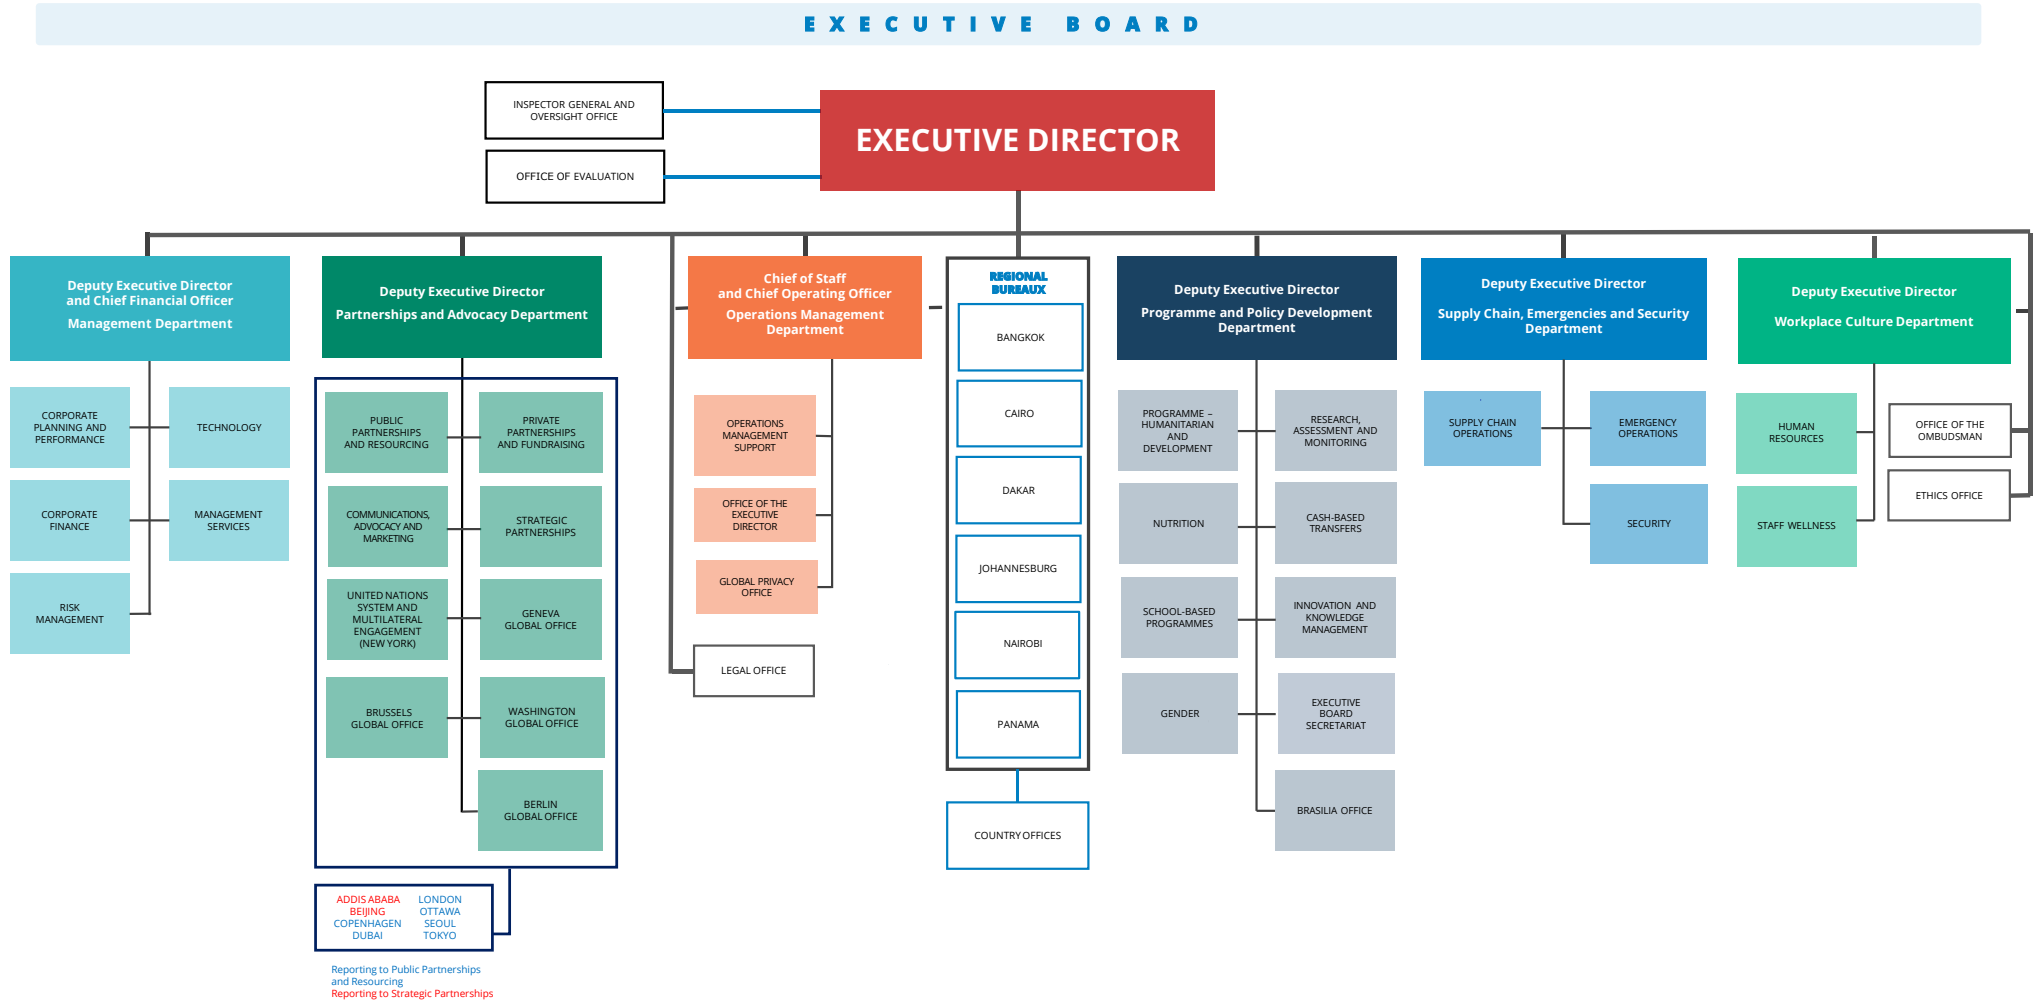 EXECUTIVE BOARD
INSPECTOR GENERAL AND
OVERSIGHT OFFICE
OFFICE OF EVALUATION
EXECUTIVE DIRECTOR
Deputy Executive Director
and Chief Financial Officer
Management Department
CORPORATE
PLANNING AND
PERFORMANCE
TECHNOLOGY
CORPORATE
FINANCE
MANAGEMENT
SERVICES
RISK
MANAGEMENT
Deputy Executive Director
Partnerships and Advocacy Department
PUBLIC
PARTNERSHIPS
AND RESOURCING
PRIVATE
PARTNERSHIPS
AND FUNDRAISING
COMMUNICATIONS,
ADVOCACY AND
MARKETING
STRATEGIC
PARTNERSHIPS
UNITED NATIONS
SYSTEM AND
MULTILATERAL
ENGAGEMENT
(NEW YORK)
GENEVA
GLOBAL OFFICE
BRUSSELS
GLOBAL OFFICE
WASHINGTON
GLOBAL OFFICE
BERLIN
GLOBAL OFFICE
ADDIS ABABA
BEIJING
COPENHAGEN
DUBAI
LONDON
OTTAWA
SEOUL
TOKYO
Reporting to Public Partnerships
and Resourcing
Reporting to Strategic Partnerships
Chief of Staff
and Chief Operating Officer
Operations Management
Department
OPERATIONS
MANAGEMENT
SUPPORT
OFFICE OF THE
EXECUTIVE
DIRECTOR
GLOBAL PRIVACY
OFFICE
LEGAL OFFICE
REGIONAL
BUREAUX
BANGKOK
CAIRO
DAKAR
JOHANNESBURG
NAIROBI
PANAMA
COUNTRY OFFICES
Deputy Executive Director
Programme and Policy Development
Department
PROGRAMME –
HUMANITARIAN
AND
DEVELOPMENT
RESEARCH,
ASSESSMENT AND
MONITORING
NUTRITION
CASH-BASED
TRANSFERS
SCHOOL-BASED
PROGRAMMES
INNOVATION AND
KNOWLEDGE
MANAGEMENT
GENDER
EXECUTIVE
BOARD
SECRETARIAT
BRASILIA OFFICE
Deputy Executive Director
Supply Chain, Emergencies and Security
Department
SUPPLY CHAIN
OPERATIONS
EMERGENCY
OPERATIONS
SECURITY
Deputy Executive Director
Workplace Culture Department
HUMAN
RESOURCES
STAFF WELLNESS
OFFICE OF THE
OMBUDSMAN
ETHICS OFFICE